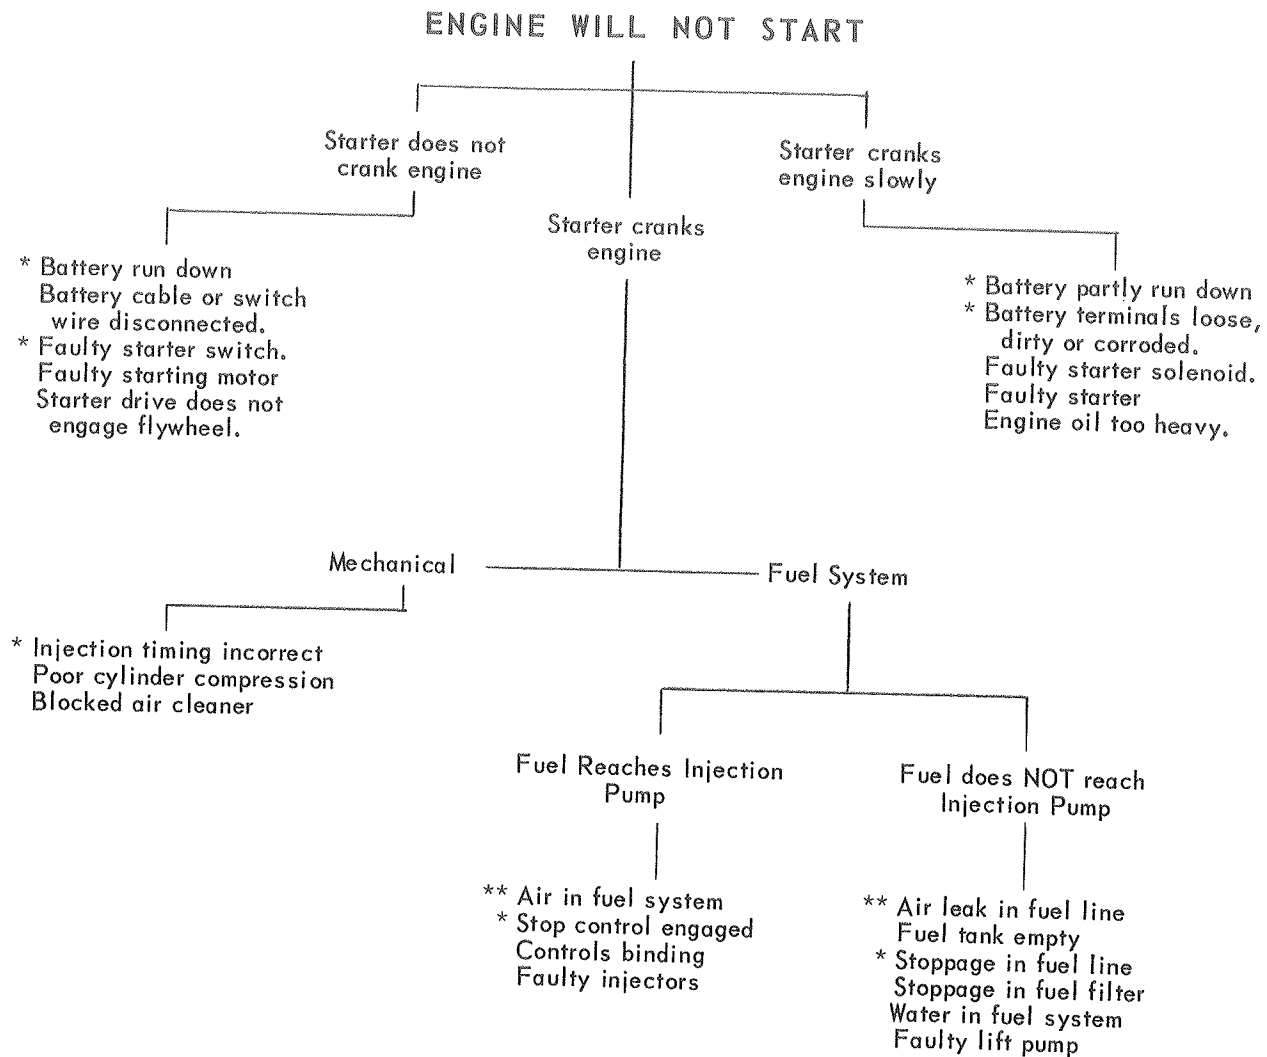 ENGINE WILL NOT START
Starter does not
crank engine
Starter cranks
engine slowly
Starter cranks
engine
* Battery run down
Battery cable or switch
wire disconnected.
* Faulty starter switch.
Faulty starting motor
Starter drive does not
engage flywheel.
* Battery partly run down
* Battery terminals loose,
dirty or corroded.
Faulty starter solenoid.
Faulty starter
Engine oil too heavy.
Mechanical
Fuel System
* Injection timing incorrect
Poor cylinder compression
Blocked air cleaner
Fuel Reaches Injection
Pump
Fuel does NOT reach
Injection Pump
** Air in fuel system
* Stop control engaged
Controls binding
Faulty injectors
** Air leak in fuel line
Fuel tank empty
* Stoppage in fuel line
Stoppage in fuel filter
Water in fuel system
Faulty lift pump